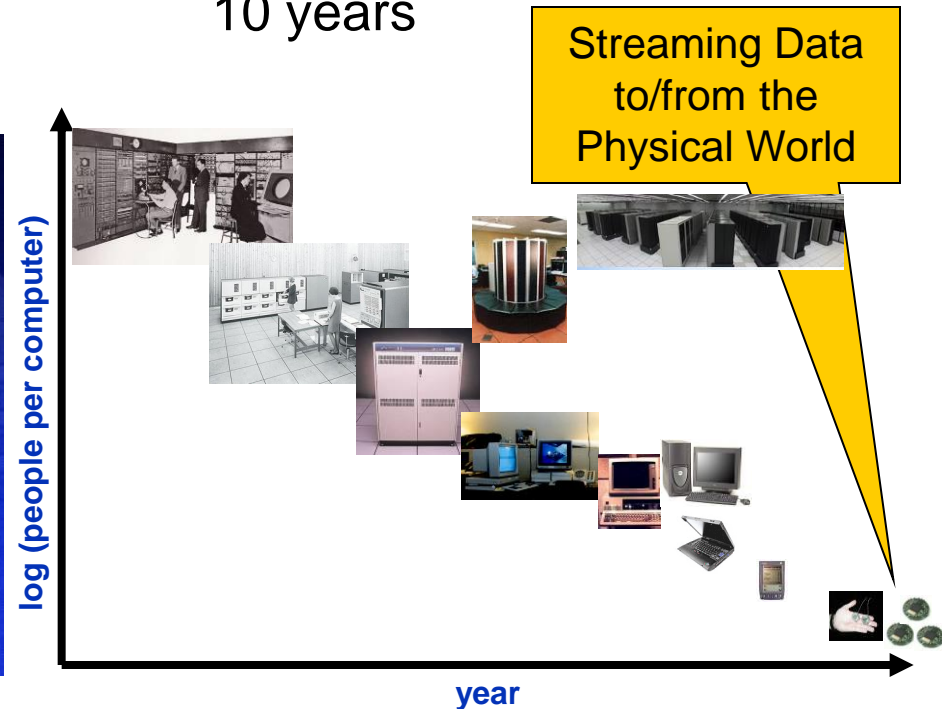 10 years
Streaming Data
to/from the
Physical World
log (people per computer)
year